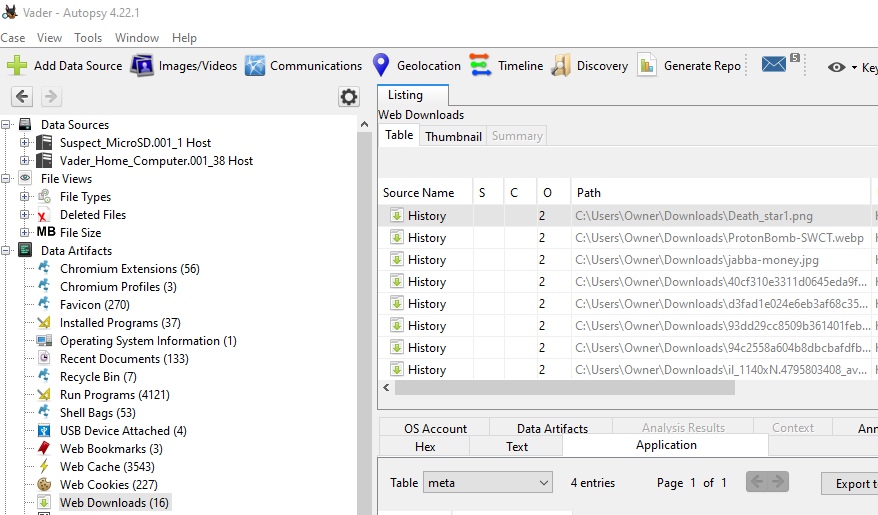 Vader - Autopsy 4.22.1
Case View Tools Window Help
Add Data Source Images/Videos Communications Geolocation Timeline Discovery Generate Repo 5 Key
Data Sources
Suspect_MicroSD.001_1 Host
Vader_Home_Computer.001_38 Host
File Views
File Types
Deleted Files
MB File Size
Data Artifacts
Chromium Extensions (56)
Chromium Profiles (3)
Favicon (270)
Installed Programs (37)
Operating System Information (1)
Recent Documents (133)
Recycle Bin (7)
Run Programs (4121)
Shell Bags (53)
USB Device Attached (4)
Web Bookmarks (3)
Web Cache (3543)
Web Cookies (227)
Web Downloads (16)
Listing
Web Downloads
Table Thumbnail Summary
Source Name S C O Path
History 2 C:\Users\Owner\Downloads\Death_star1.png
History 2 C:\Users\Owner\Downloads\ProtonBomb-SWCT.webp
History 2 C:\Users\Owner\Downloads\jabba-money.jpg
History 2 C:\Users\Owner\Downloads\40cf310e3311d0645eda9f...
History 2 C:\Users\Owner\Downloads\d3fad1e024e6eb3af68c35...
History 2 C:\Users\Owner\Downloads\93dd29cc8509b361401feb...
History 2 C:\Users\Owner\Downloads\94c2558a604b8dbcbafdfb...
History 2 C:\Users\Owner\Downloads\il_1140xN.4795803408_av...
OS Account Data Artifacts Analysis Results Context Ann
Hex Text Application
Table meta 4 entries Page 1 of 1 Export to